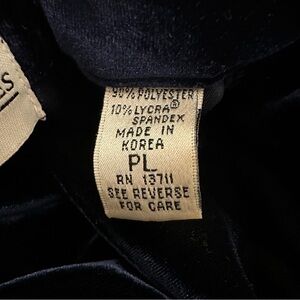 90% POLYESTER
10% LYCRA®
SPANDEX
MADE IN
KOREA
PL
RN 13711
SEE REVERSE
FOR CARE